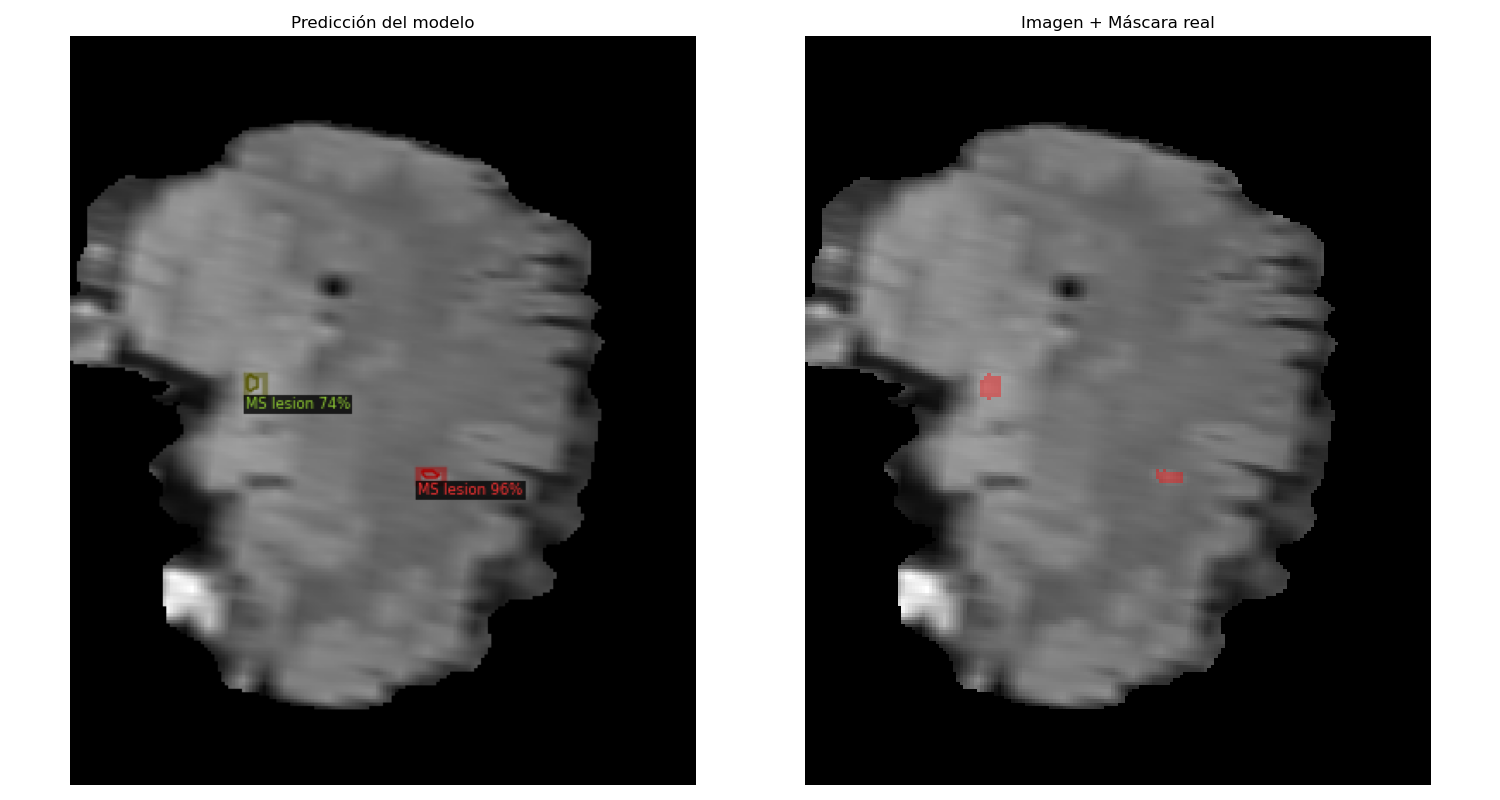 Predicción del modelo
Imagen + Máscara real
MS lesion 74%
MS lesion 96%